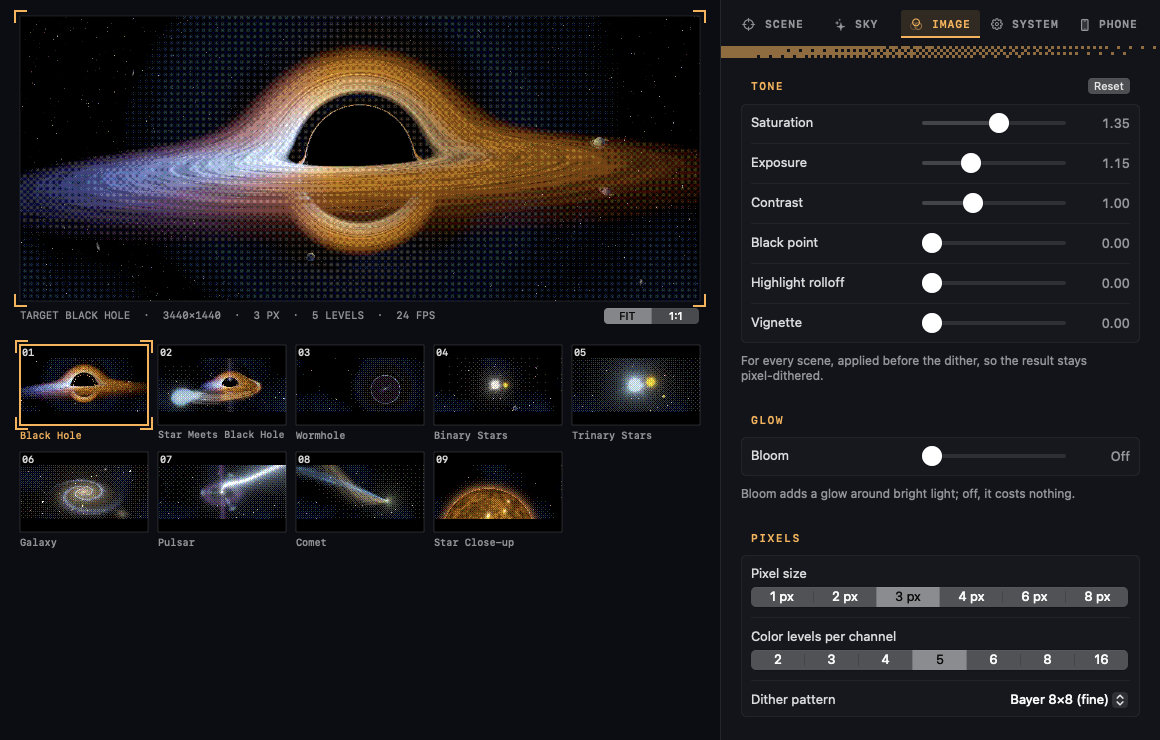 SCENE SKY IMAGE SYSTEM PHONE
TARGET BLACK HOLE · 3440×1440 · 3 PX · 5 LEVELS · 24 FPS
FIT 1:1
01 02 03 04 05
Black Hole Star Meets Black Hole Wormhole Binary Stars Trinary Stars
06 07 08 09
Galaxy Pulsar Comet Star Close-up
TONE Reset
Saturation 1.35
Exposure 1.15
Contrast 1.00
Black point 0.00
Highlight rolloff 0.00
Vignette 0.00
For every scene, applied before the dither, so the result stays
pixel-dithered.
GLOW
Bloom Off
Bloom adds a glow around bright light; off, it costs nothing.
PIXELS
Pixel size
1 px 2 px 3 px 4 px 6 px 8 px
Color levels per channel
2 3 4 5 6 8 16
Dither pattern Bayer 8×8 (fine)